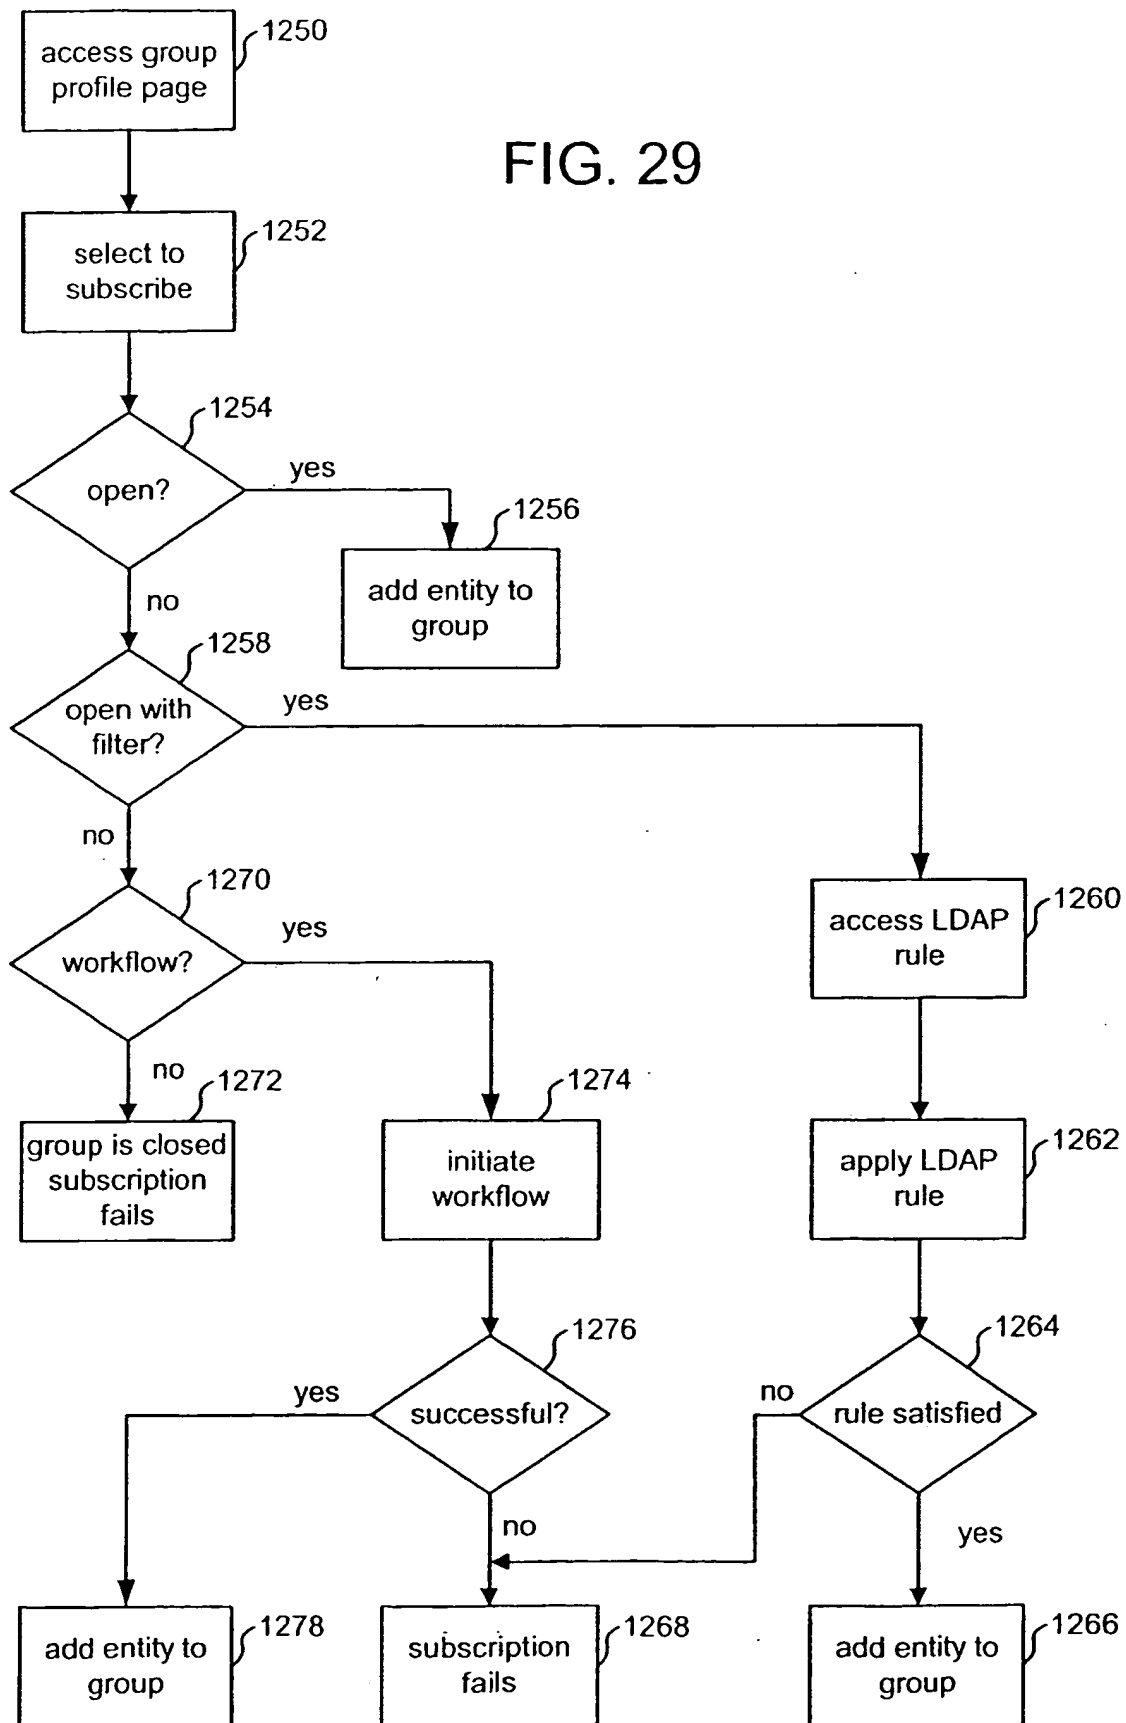 1250
access group
profile page
FIG. 29
1252
select to
subscribe
1254
open?
yes
1256
add entity to
group
no
1258
open with
filter?
yes
no
1270
workflow?
yes
1260
access LDAP
rule
no
1272
group is closed
subscription
fails
1274
initiate
workflow
1262
apply LDAP
rule
1276
successful?
yes
no
1264
rule satisfied
no
yes
1278
add entity to
group
1268
subscription
fails
1266
add entity to
group